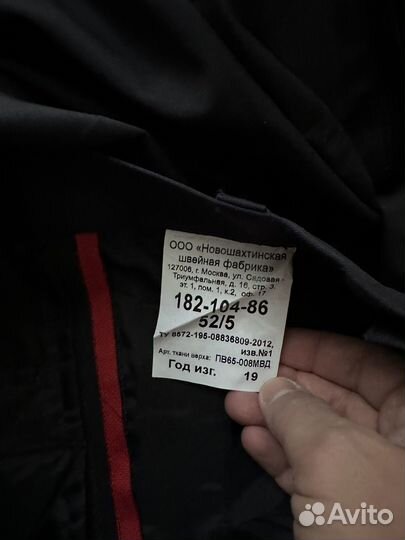 ООО «Новошахтинская
швейная фабрика»
127006, г. Москва, ул. Садовая -
Триумфальная, д. 16, стр. 3,
эт. 1, пом. 1, к.2, оф. 17
182-104-86
52/5
ТУ 8572-195-08836809-2012,
изв.№1
Арт. ткани верха: ПВ65-008МВД
Год изг. 19
Avito